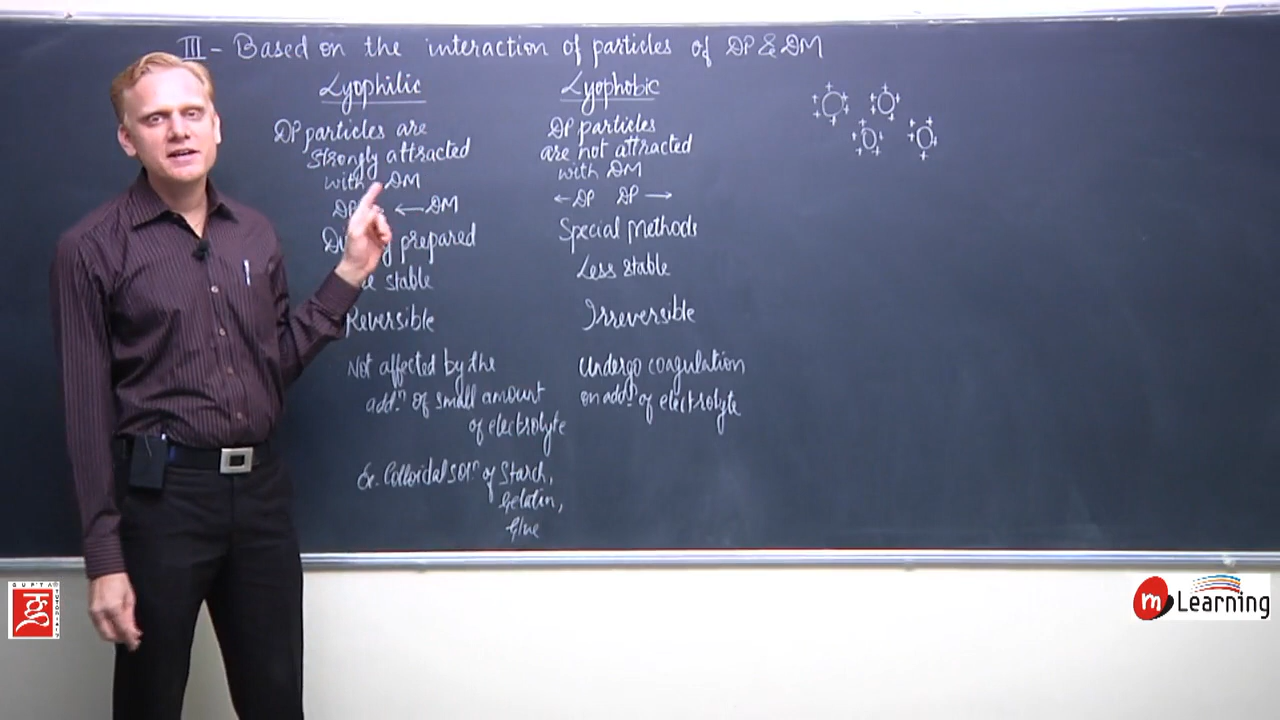 III - Based on the interaction of particles of DP & DM
Lyophilic
DP particles are
strongly attracted
with DM
DP ← DM
prepared
stable
Reversible
Not affected by the
addn. of small amount
of electrolyte
Ex. Colloidal soln of Starch,
Gelatin,
Glue
Lyophobic
DP particles
are not attracted
with DM
← DP DP →
Special Methods
Less stable
Irreversible
Undergo coagulation
on addn. of electrolyte
GUPTA
TUTORIALS
m Learning